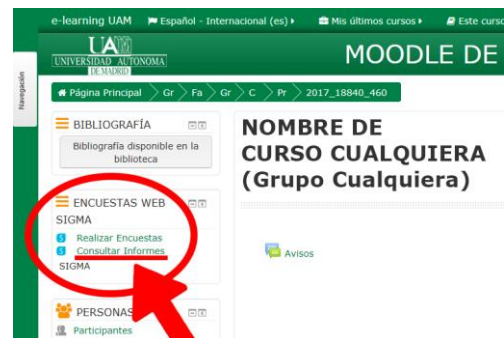 e-learning UAM Español - Internacional (es) Mis últimos cursos Este curso
UAM
UNIVERSIDAD AUTONOMA
DE MADRID
MOODLE DE
Navegación
Página Principal Gr Fa Gr C Pr 2017_18840_460
BIBLIOGRAFÍA
Bibliografía disponible en la
biblioteca
NOMBRE DE
CURSO CUALQUIERA
(Grupo Cualquiera)
ENCUESTAS WEB
SIGMA
Realizar Encuestas
Consultar Informes
SIGMA
Avisos
PERSONAS
Participantes